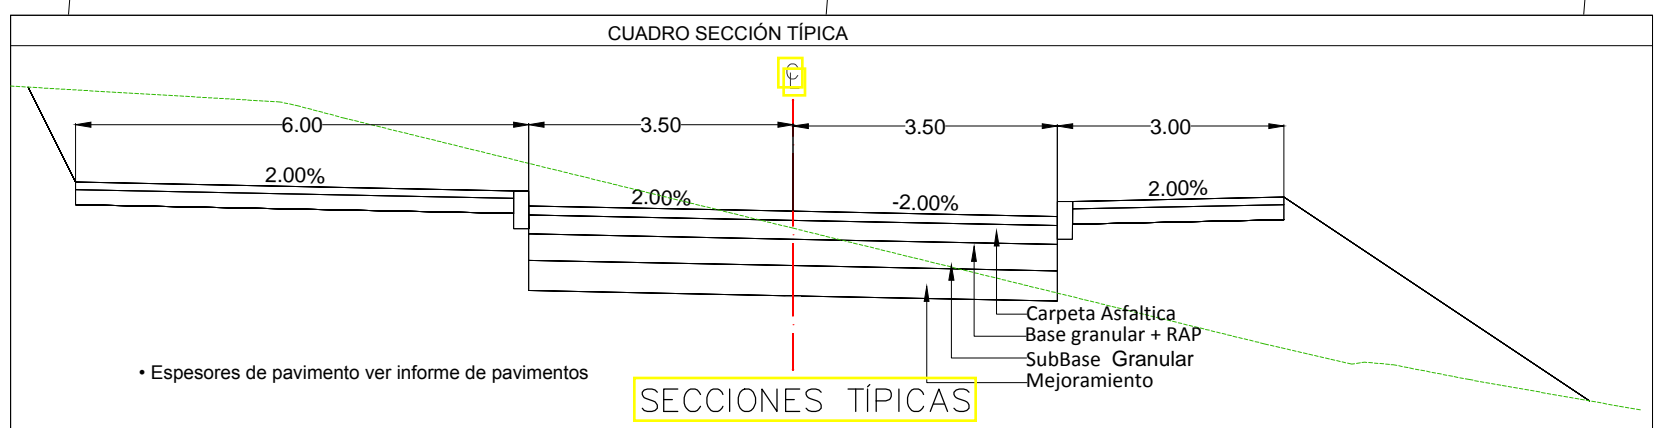 CUADRO SECCIÓN TÍPICA
CL
6.00 3.50 3.50 3.00
2.00% 2.00% -2.00% 2.00%
Carpeta Asfaltica
Base granular + RAP
SubBase Granular
Mejoramiento
• Espesores de pavimento ver informe de pavimentos
SECCIONES TÍPICAS